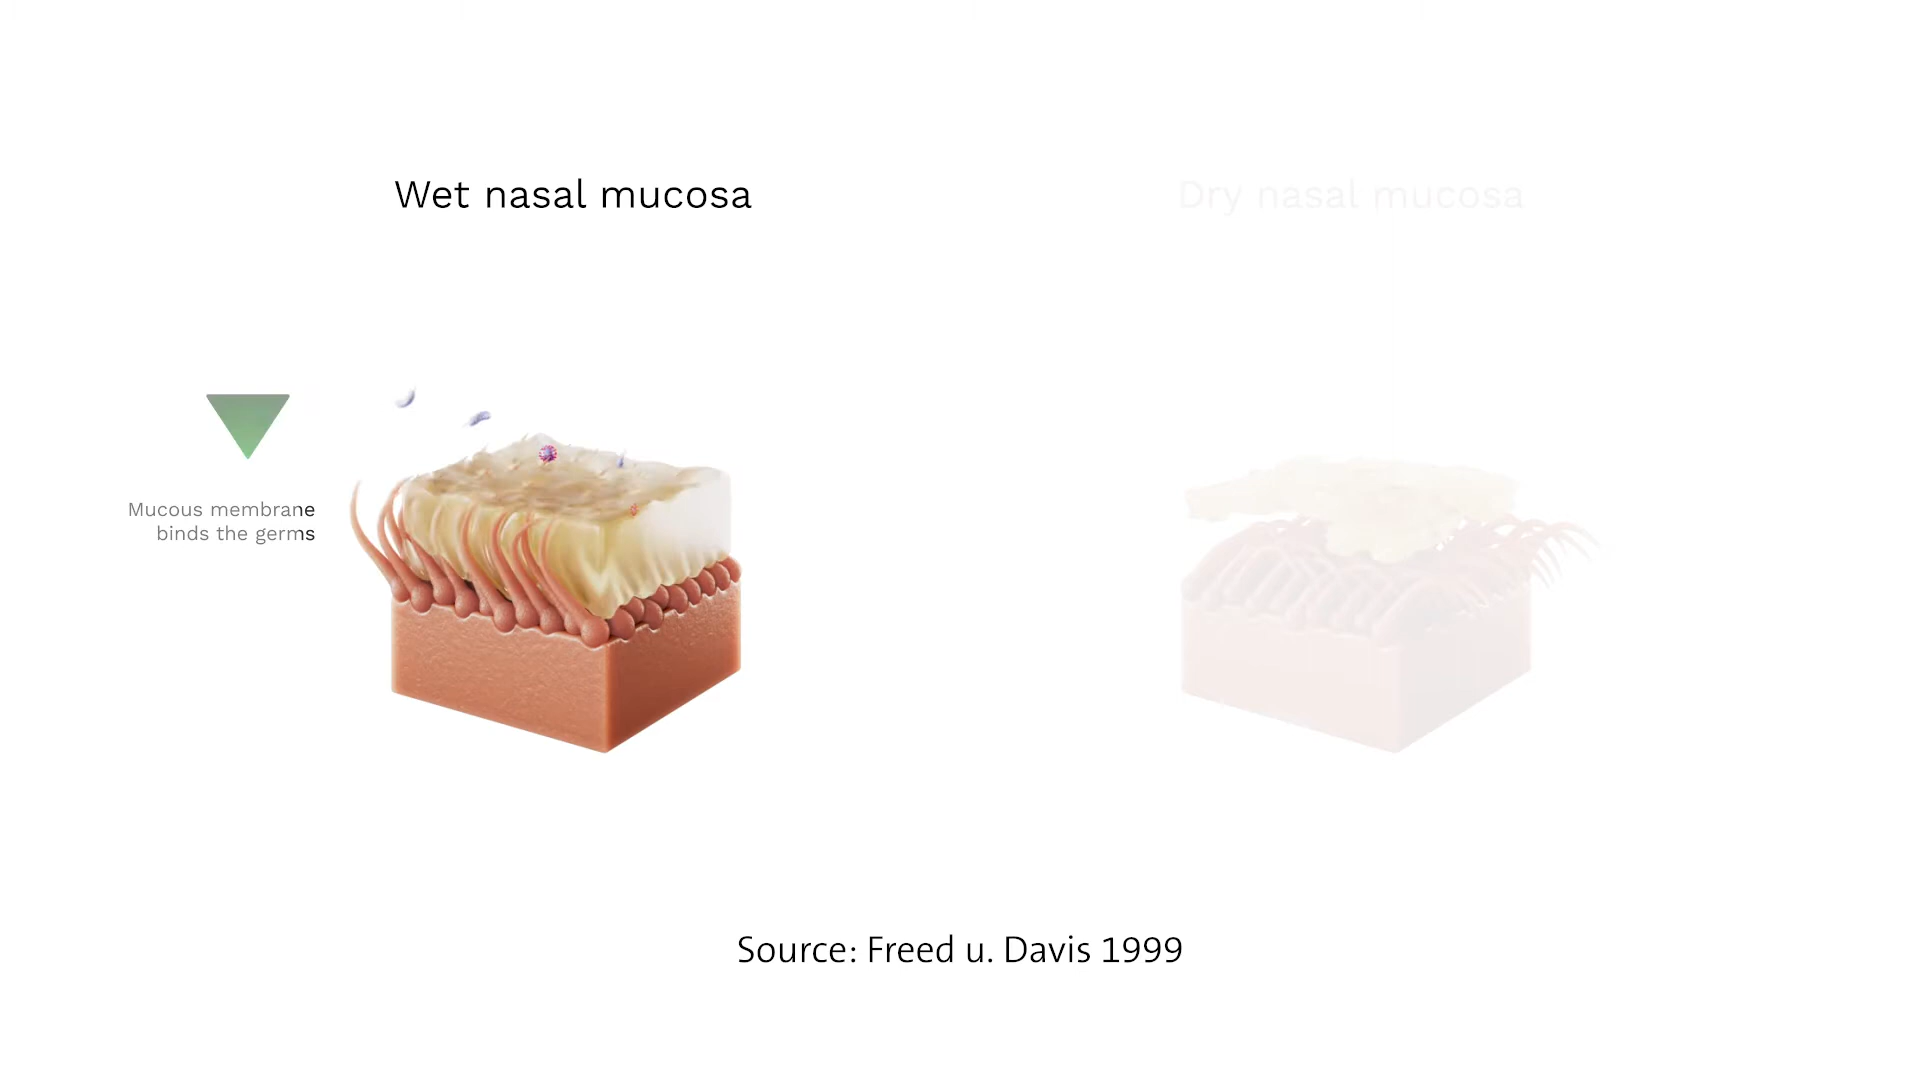 Wet nasal mucosa
Dry nasal mucosa
Mucous membrane
binds the germs
Source: Freed u. Davis 1999